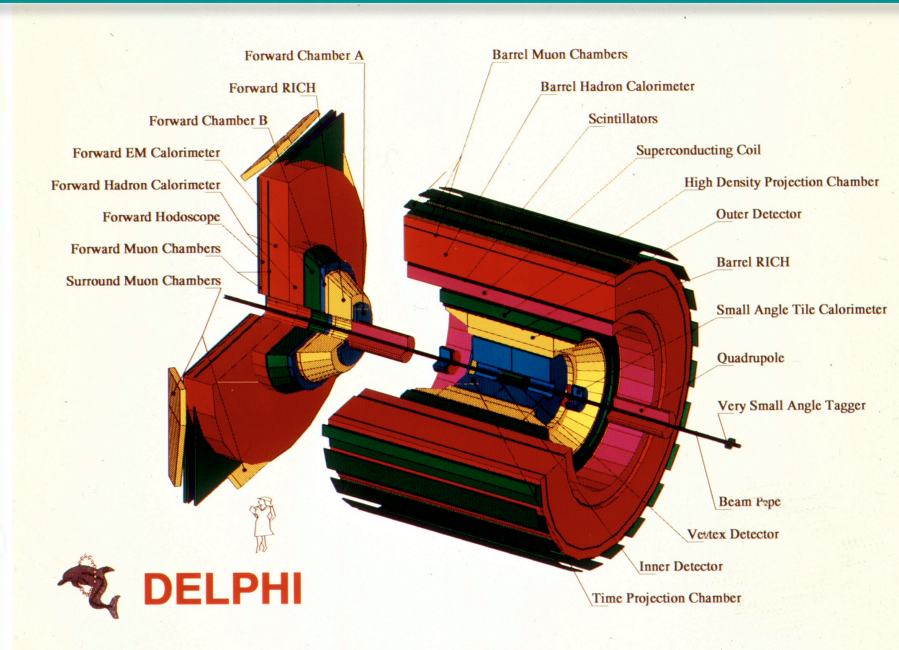 Forward Chamber A
Forward RICH
Forward Chamber B
Forward EM Calorimeter
Forward Hadron Calorimeter
Forward Hodoscope
Forward Muon Chambers
Surround Muon Chambers
Barrel Muon Chambers
Barrel Hadron Calorimeter
Scintillators
Superconducting Coil
High Density Projection Chamber
Outer Detector
Barrel RICH
Small Angle Tile Calorimeter
Quadrupole
Very Small Angle Tagger
Beam Pipe
Vertex Detector
Inner Detector
Time Projection Chamber
DELPHI